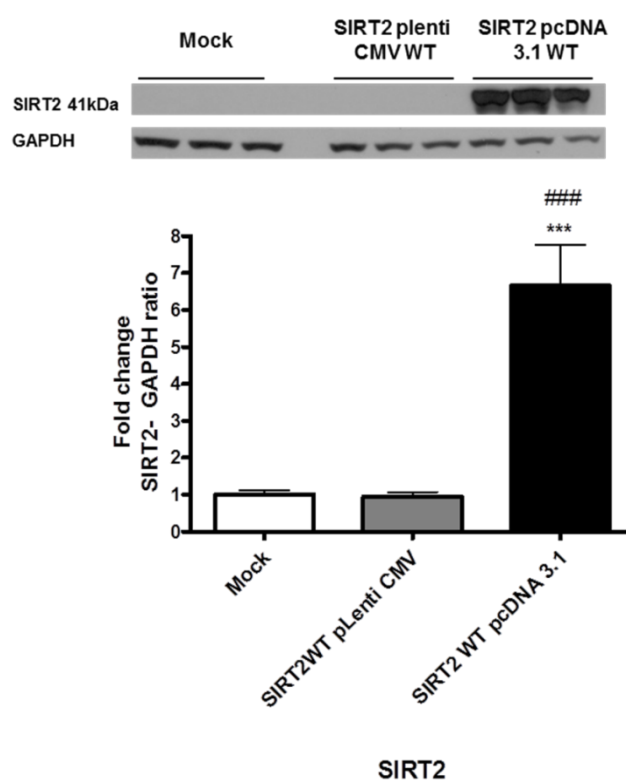 Mock
SIRT2 plenti
CMV WT
SIRT2 pcDNA
3.1 WT
SIRT2 41kDa
GAPDH
###
***
8
7
6
5
4
3
2
1
0
Fold change
SIRT2- GAPDH ratio
Mock
SIRT2WT pLenti CMV
SIRT2 WT pcDNA 3.1
SIRT2